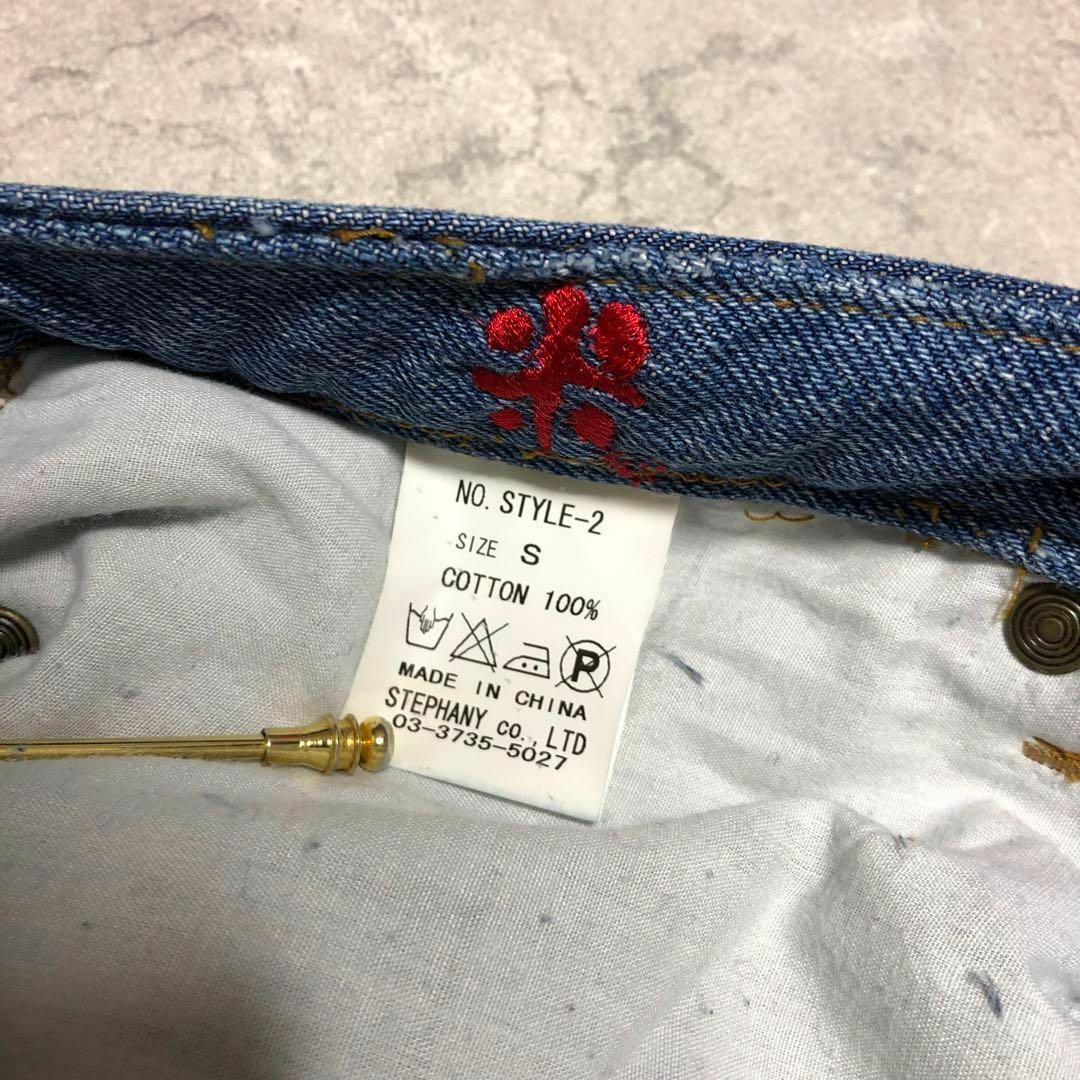 NO. STYLE-2
SIZE S
COTTON 100%
P
MADE IN CHINA
STEPHANY CO., LTD
03-3735-5027